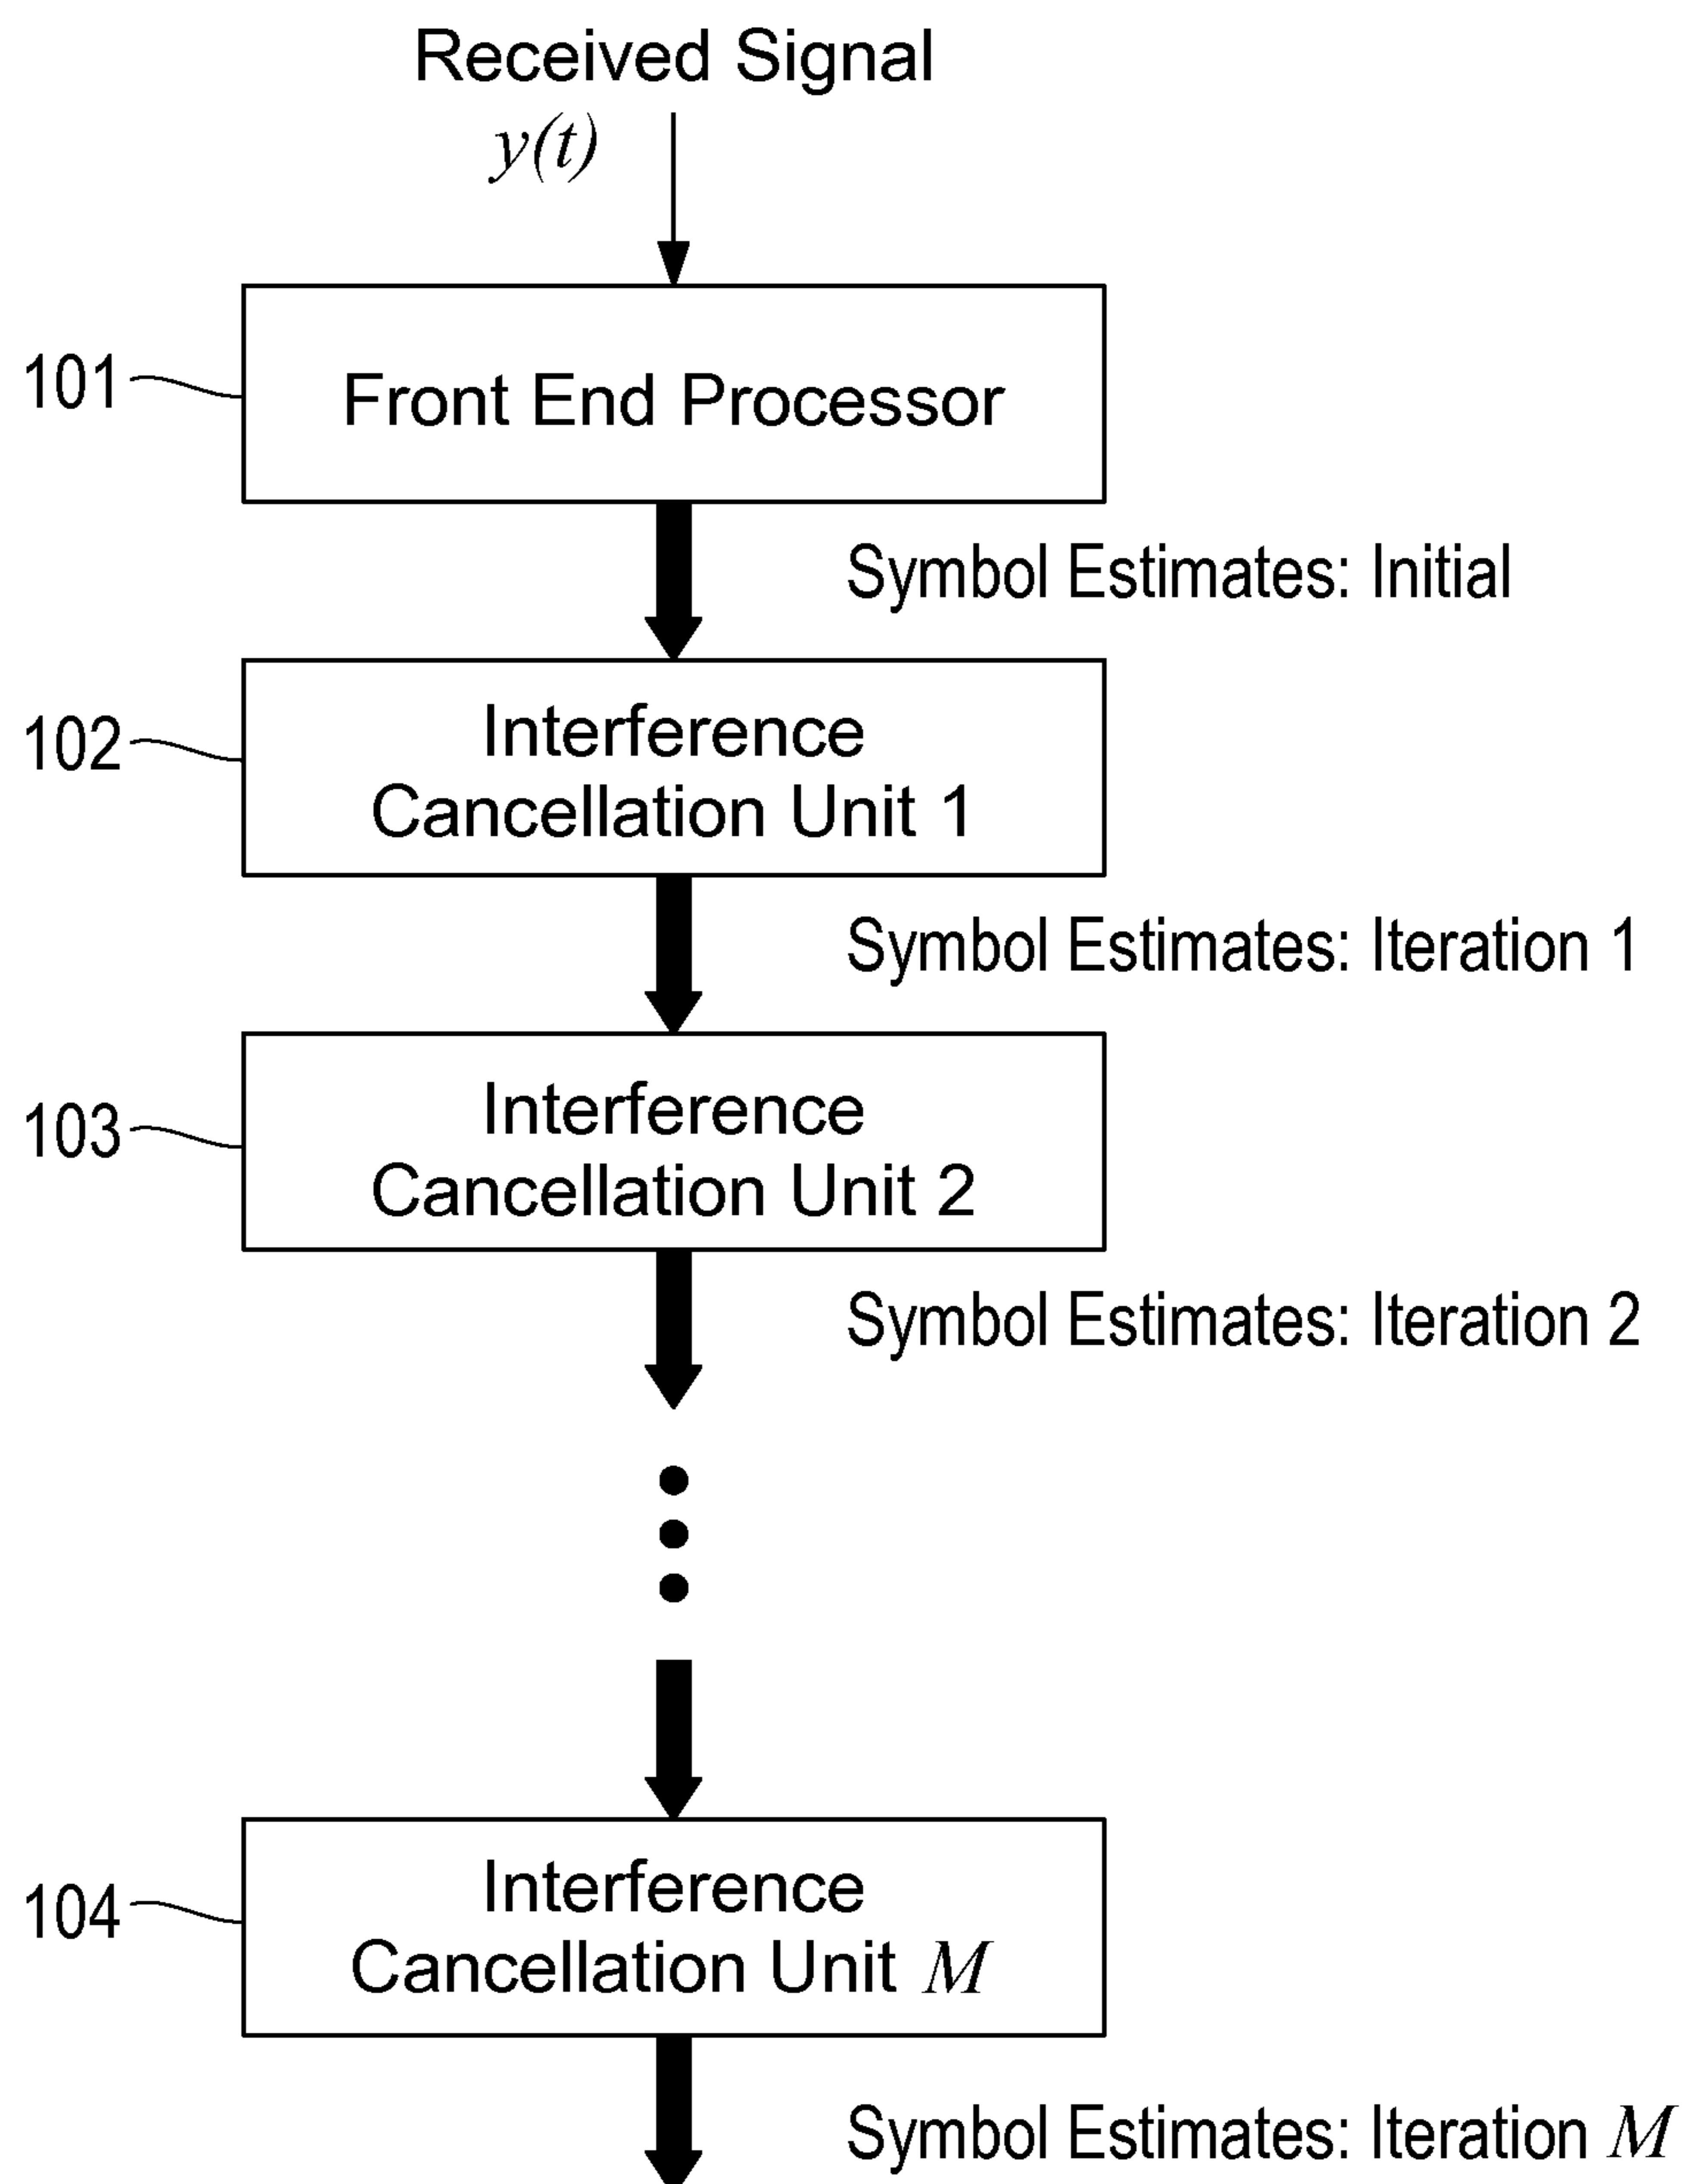 Received Signal
y(t)
101
Front End Processor
Symbol Estimates: Initial
102
Interference
Cancellation Unit 1
Symbol Estimates: Iteration 1
103
Interference
Cancellation Unit 2
Symbol Estimates: Iteration 2
104
Interference
Cancellation Unit M
Symbol Estimates: Iteration M